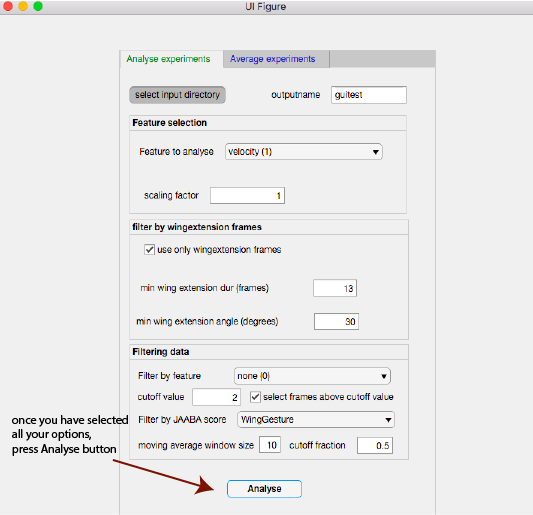 UI Figure
Analyse experiments Average experiments
select input directory outputname guitest
Feature selection
Feature to analyse velocity (1)
scaling factor 1
filter by wingextension frames
use only wingextension frames
min wing extension dur (frames) 13
min wing extension angle (degrees) 30
Filtering data
Filter by feature none (0)
cutoff value 2 select frames above cutoff value
Filter by JAABA score WingGesture
moving average window size 10 cutoff fraction 0.5
once you have selected
all your options,
press Analyse button
Analyse